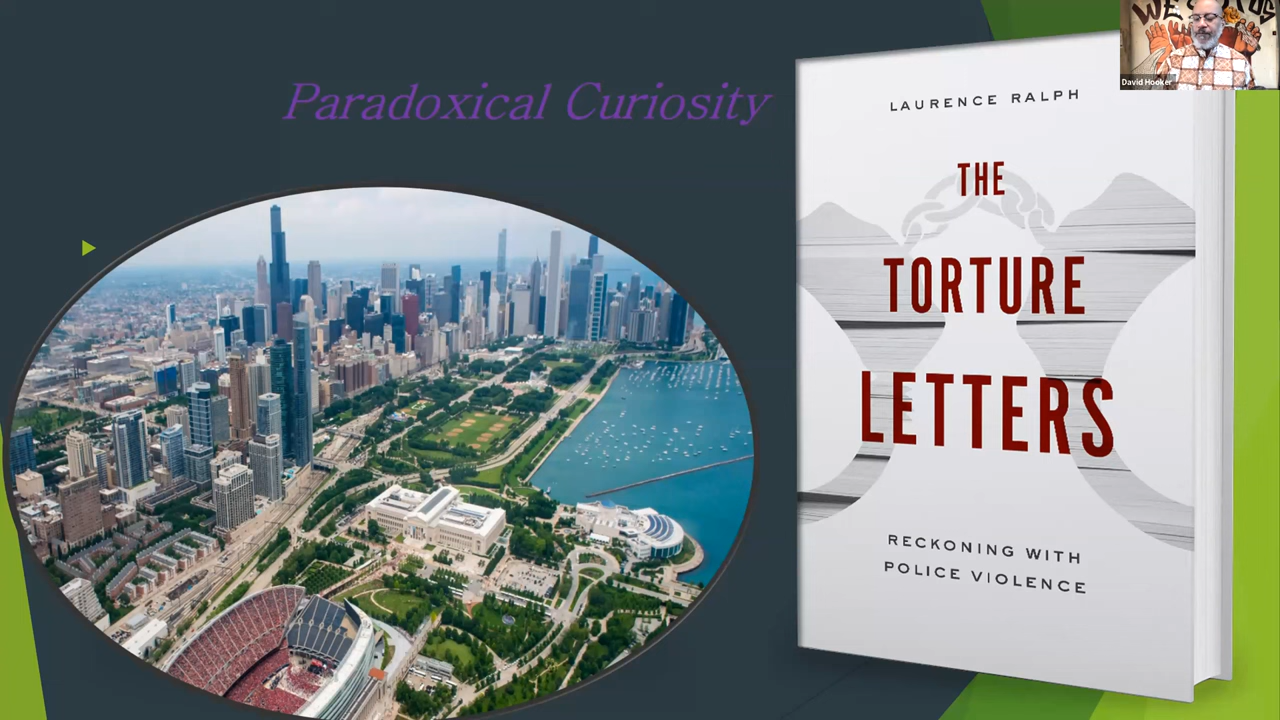 Paradoxical Curiosity
LAURENCE RALPH
THE
TORTURE
LETTERS
RECKONING WITH
POLICE VIOLENCE
David Hooker